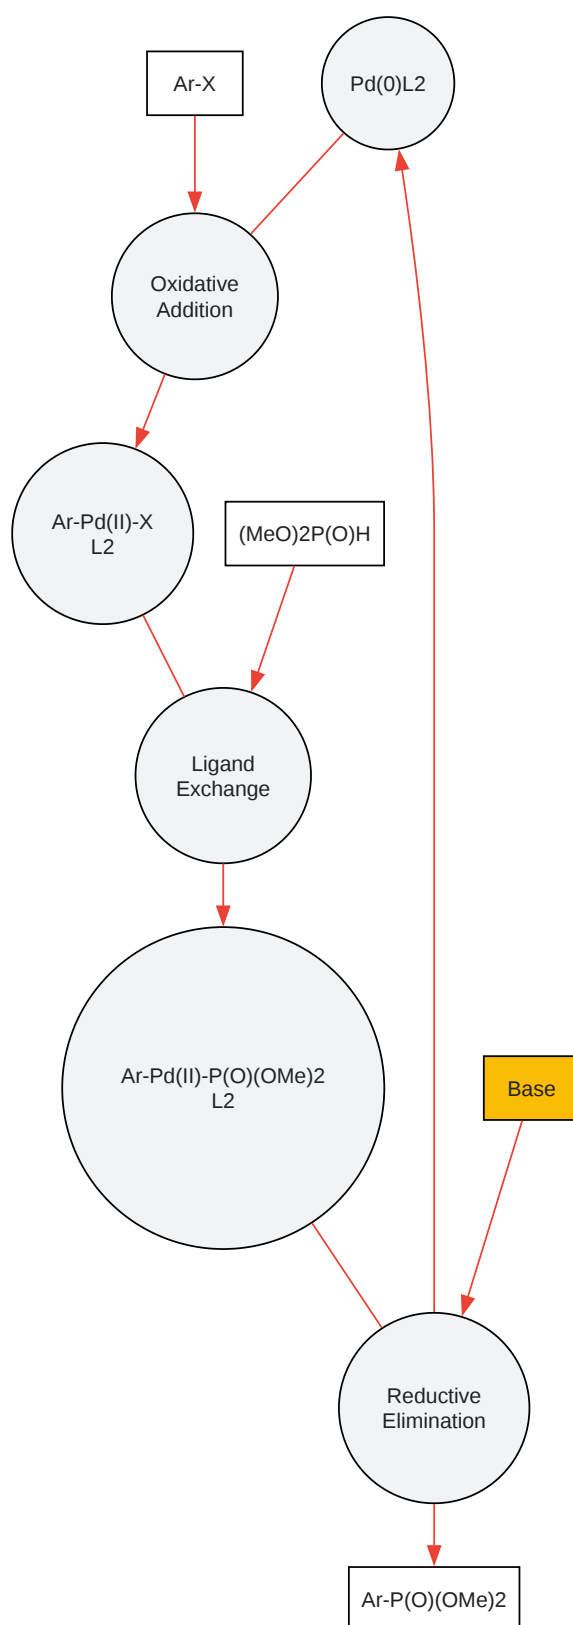 Ar-X
Pd(0)L2
Oxidative
Addition
Ar-Pd(II)-X
L2
(MeO)2P(O)H
Ligand
Exchange
Ar-Pd(II)-P(O)(OMe)2
L2
Base
Reductive
Elimination
Ar-P(O)(OMe)2